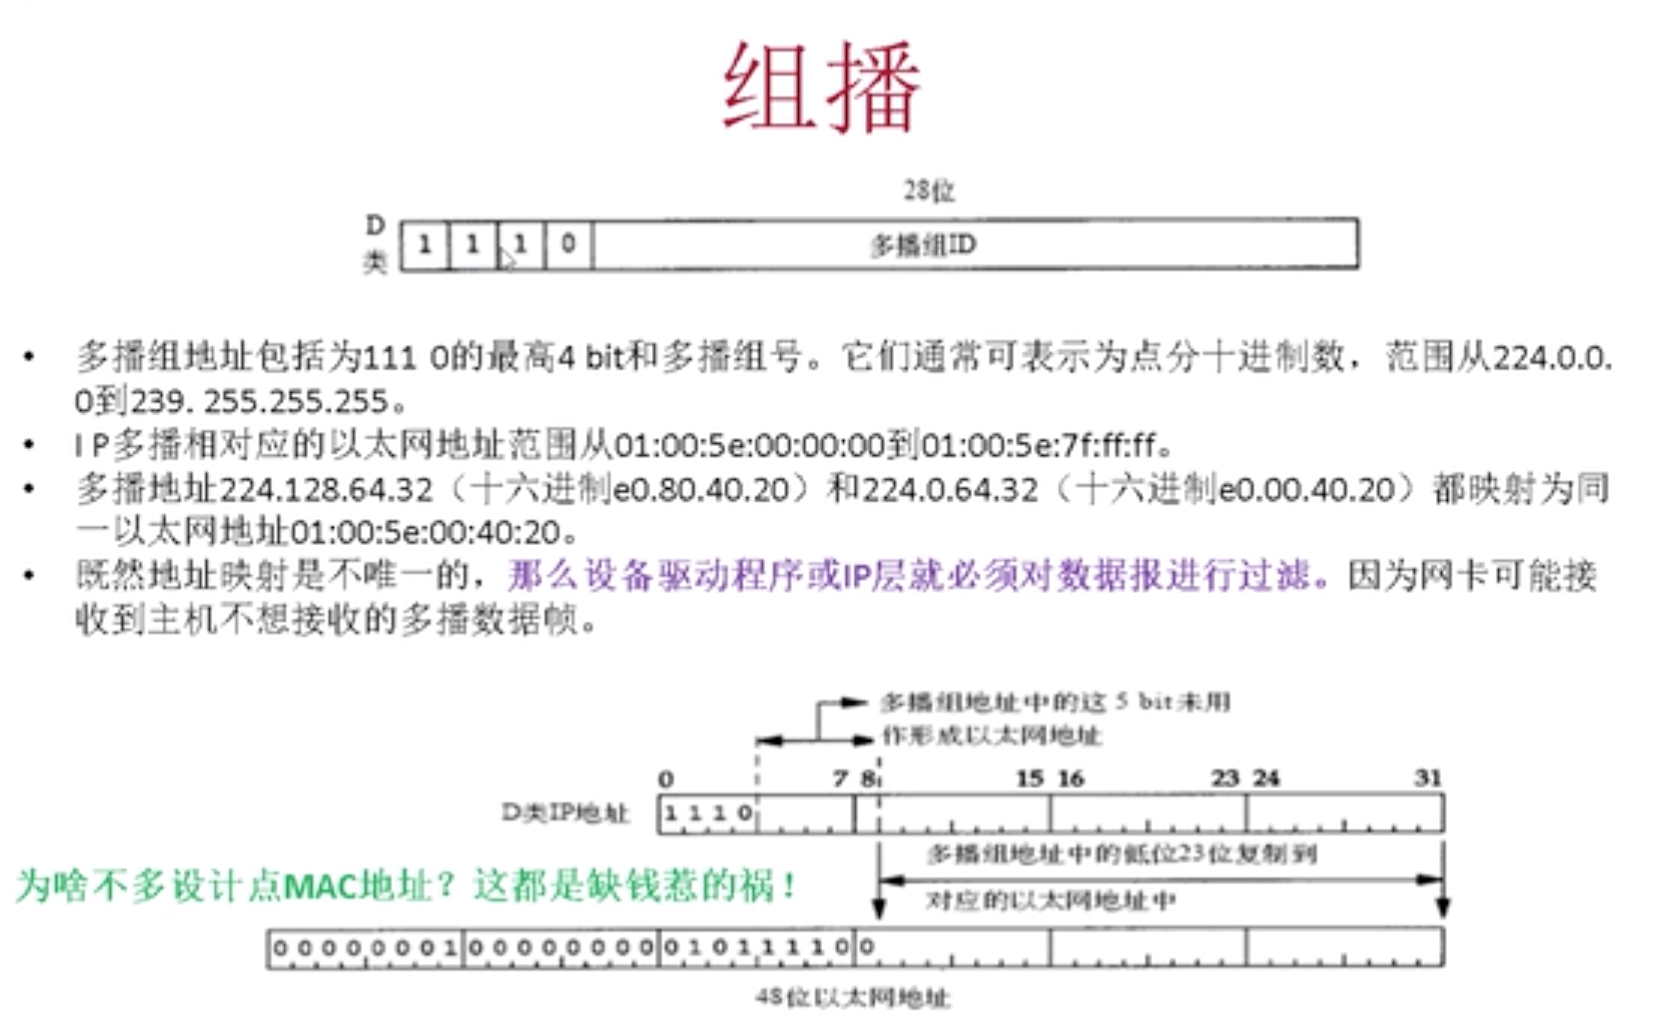 组播
28位
D
类
1 1 1 0 多播组ID
• 多播组地址包括为111 0的最高4 bit和多播组号。它们通常可表示为点分十进制数，范围从224.0.0.
0到239. 255.255.255。
• I P多播相对应的以太网地址范围从01:00:5e:00:00:00到01:00:5e:7f:ff:ff。
• 多播地址224.128.64.32（十六进制e0.80.40.20）和224.0.64.32（十六进制e0.00.40.20）都映射为同
一以太网地址01:00:5e:00:40:20。
• 既然地址映射是不唯一的，那么设备驱动程序或IP层就必须对数据报进行过滤。因为网卡可能接
收到主机不想接收的多播数据帧。
多播组地址中的这 5 bit未用
作形成以太网地址
0 7 8 15 16 23 24 31
D类IP地址 1 1 1 0
多播组地址中的低位23位复制到
为啥不多设计点MAC地址？这都是缺钱惹的祸！
对应的以太网地址中
0 0 0 0 0 0 0 1 0 0 0 0 0 0 0 0 0 1 0 1 1 1 1 0 0
48位以太网地址